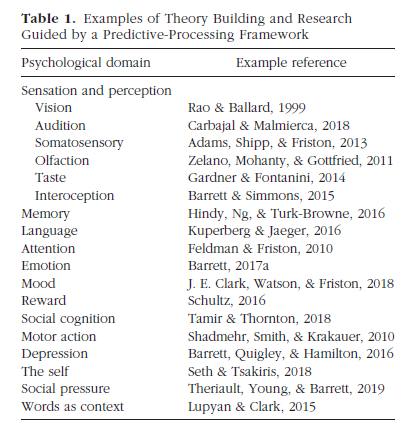 Table 1. Examples of Theory Building and Research
Guided by a Predictive-Processing Framework
Psychological domain Example reference
Sensation and perception
Vision Rao & Ballard, 1999
Audition Carbajal & Malmierca, 2018
Somatosensory Adams, Shipp, & Friston, 2013
Olfaction Zelano, Mohanty, & Gottfried, 2011
Taste Gardner & Fontanini, 2014
Interoception Barrett & Simmons, 2015
Memory Hindy, Ng, & Turk-Browne, 2016
Language Kuperberg & Jaeger, 2016
Attention Feldman & Friston, 2010
Emotion Barrett, 2017a
Mood J. E. Clark, Watson, & Friston, 2018
Reward Schultz, 2016
Social cognition Tamir & Thornton, 2018
Motor action Shadmehr, Smith, & Krakauer, 2010
Depression Barrett, Quigley, & Hamilton, 2016
The self Seth & Tsakiris, 2018
Social pressure Theriault, Young, & Barrett, 2019
Words as context Lupyan & Clark, 2015